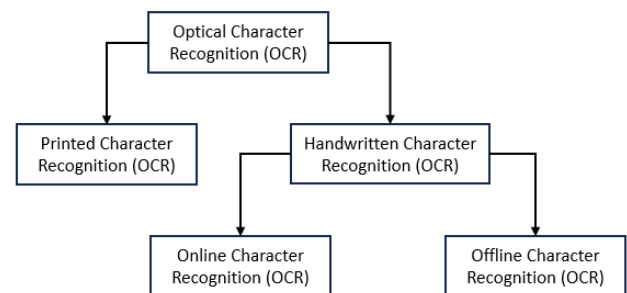 Optical Character
Recognition (OCR)
Printed Character
Recognition (OCR)
Handwritten Character
Recognition (OCR)
Online Character
Recognition (OCR)
Offline Character
Recognition (OCR)